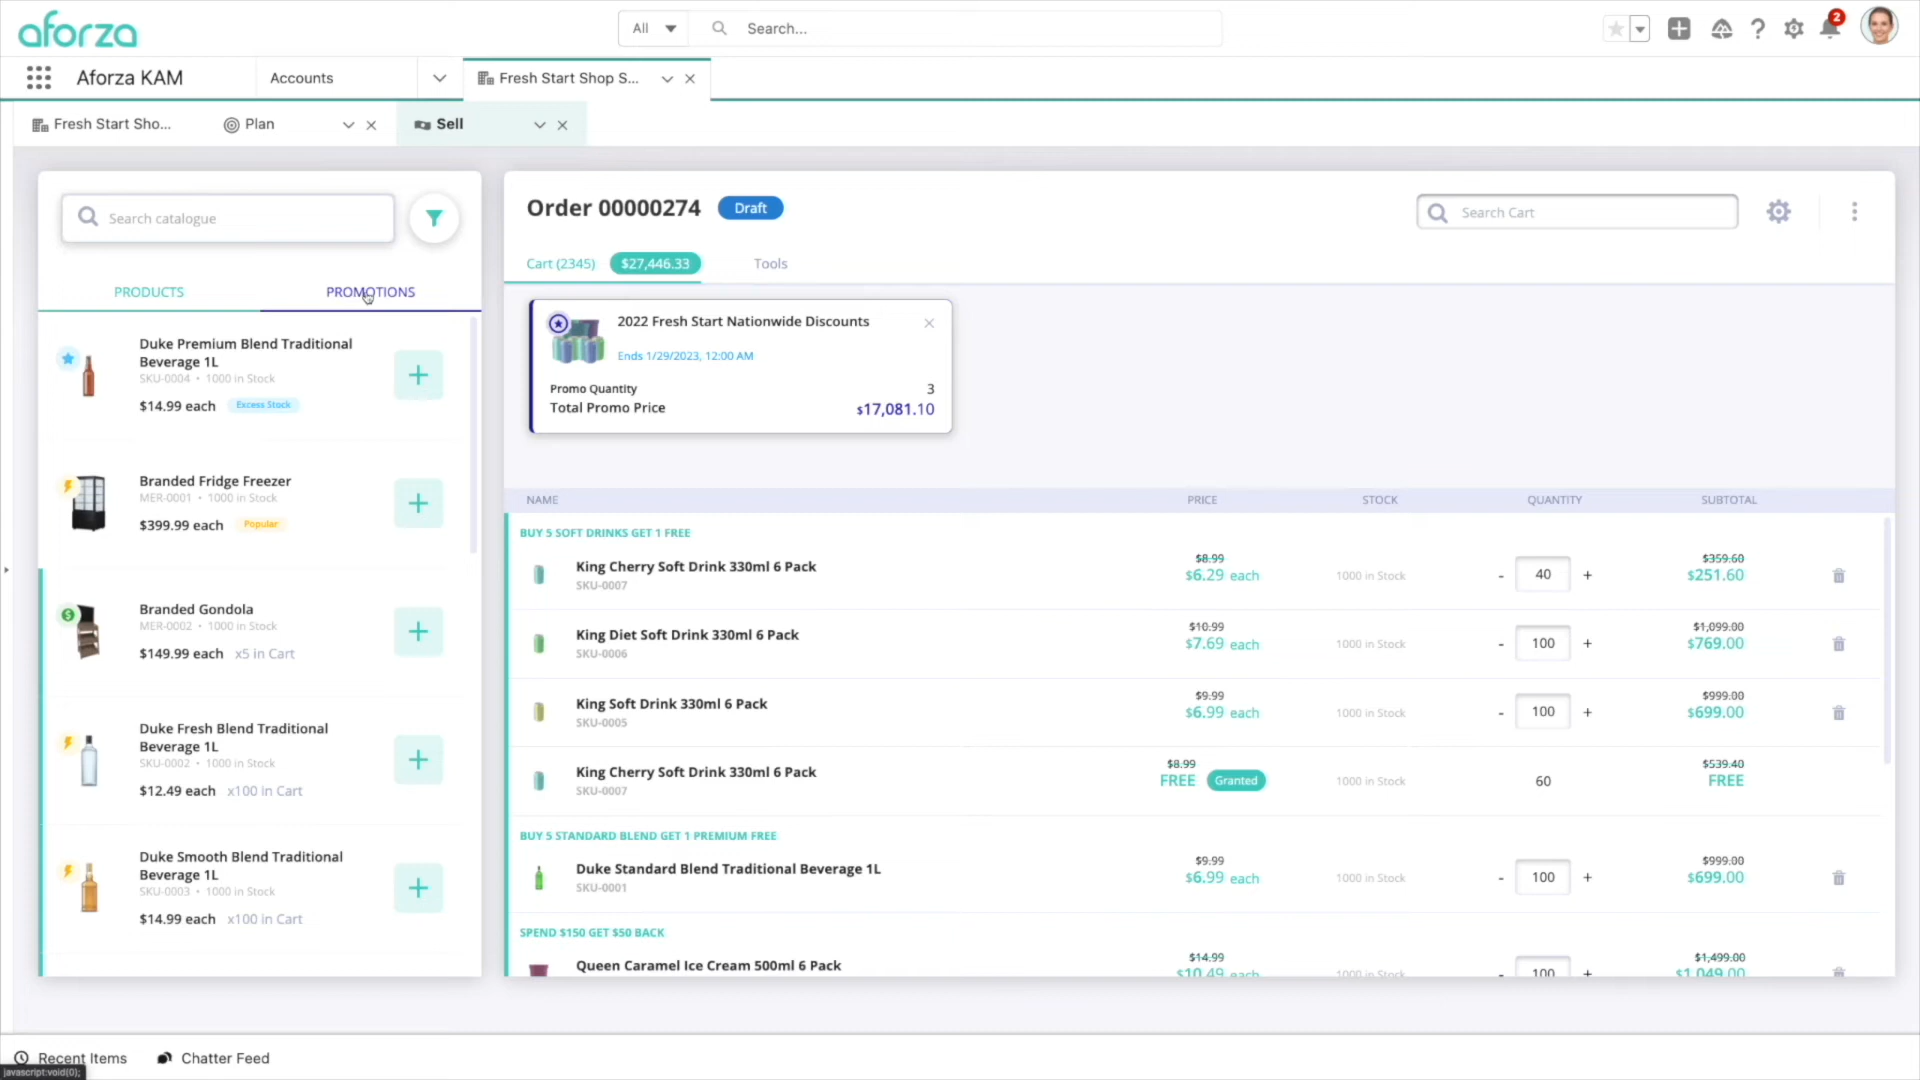 aforza
All
Search...
2
Aforza KAM
Accounts
Fresh Start Shop S...
Fresh Start Sho...
Plan
Sell
Search catalogue
PRODUCTS
PROMOTIONS
Duke Premium Blend Traditional
Beverage 1L
SKU-0004 • 1000 in Stock
$14.99 each Excess Stock
Branded Fridge Freezer
MER-0001 • 1000 in Stock
$399.99 each Popular
Branded Gondola
MER-0002 • 1000 in Stock
$149.99 each x5 in Cart
Duke Fresh Blend Traditional
Beverage 1L
SKU-0002 • 1000 in Stock
$12.49 each x100 in Cart
Duke Smooth Blend Traditional
Beverage 1L
SKU-0003 • 1000 in Stock
$14.99 each x100 in Cart
Order 00000274 Draft
Search Cart
Cart (2345) $27,446.33 Tools
2022 Fresh Start Nationwide Discounts
Ends 1/29/2023, 12:00 AM
Promo Quantity 3
Total Promo Price $17,081.10
NAME PRICE STOCK QUANTITY SUBTOTAL
BUY 5 SOFT DRINKS GET 1 FREE
King Cherry Soft Drink 330ml 6 Pack
SKU-0007
$8.99
$6.29 each
1000 in Stock
- 40 +
$359.60
$251.60
King Diet Soft Drink 330ml 6 Pack
SKU-0006
$10.99
$7.69 each
1000 in Stock
- 100 +
$1,099.00
$769.00
King Soft Drink 330ml 6 Pack
SKU-0005
$9.99
$6.99 each
1000 in Stock
- 100 +
$999.00
$699.00
King Cherry Soft Drink 330ml 6 Pack
SKU-0007
$8.99
FREE Granted
1000 in Stock
60
$539.40
FREE
BUY 5 STANDARD BLEND GET 1 PREMIUM FREE
Duke Standard Blend Traditional Beverage 1L
SKU-0001
$9.99
$6.99 each
1000 in Stock
- 100 +
$999.00
$699.00
SPEND $150 GET $50 BACK
Queen Caramel Ice Cream 500ml 6 Pack
$14.99
$10.49 each
1000 in Stock
- 100 +
$1,499.00
$1,049.00
Recent Items
Chatter Feed
javascript:void(0);